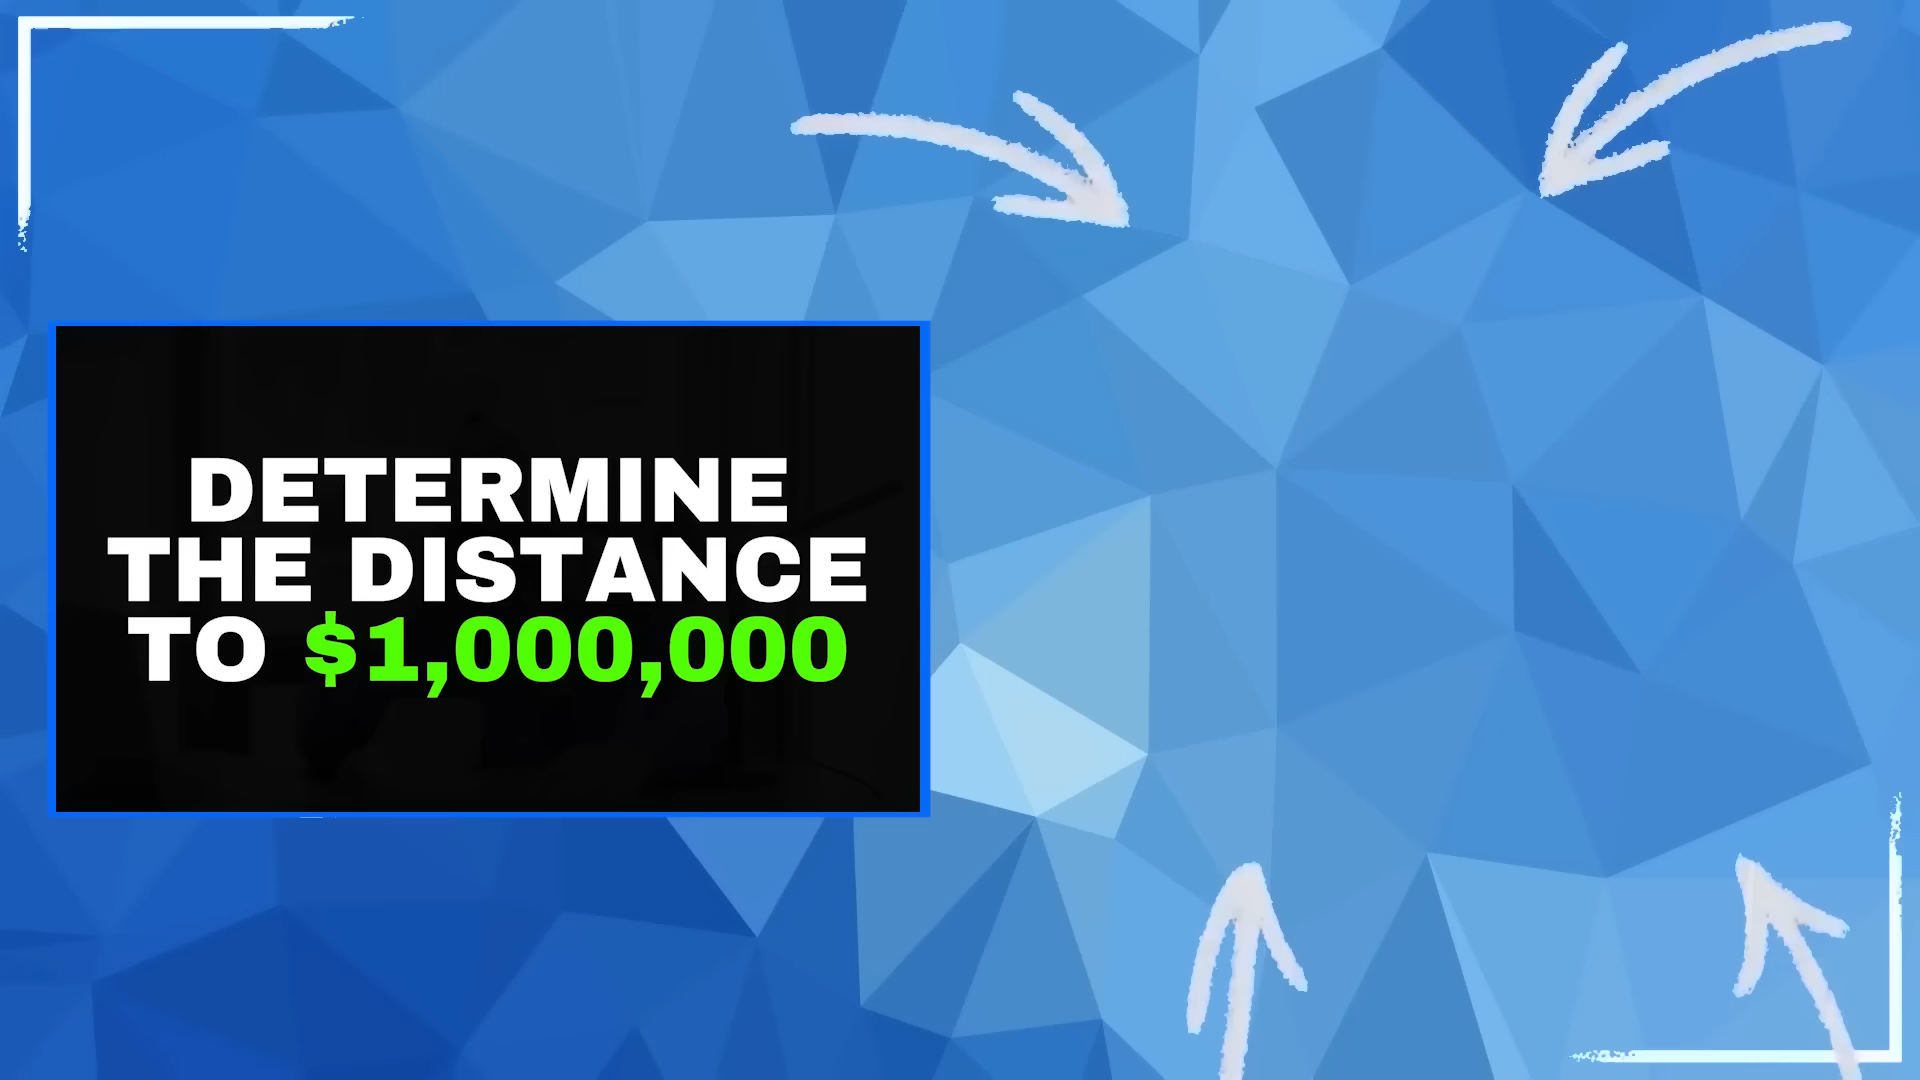 DETERMINE
THE DISTANCE
TO $1,000,000